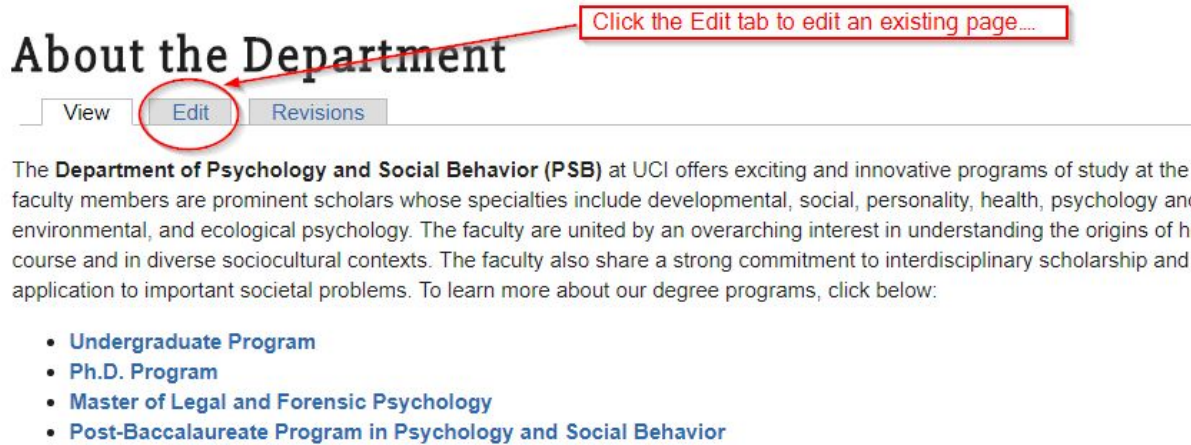 Click the Edit tab to edit an existing page....
About the Department
View Edit Revisions
The Department of Psychology and Social Behavior (PSB) at UCI offers exciting and innovative programs of study at the
faculty members are prominent scholars whose specialties include developmental, social, personality, health, psychology
environmental, and ecological psychology. The faculty are united by an overarching interest in understanding the origins of
course and in diverse sociocultural contexts. The faculty also share a strong commitment to interdisciplinary scholarship and
application to important societal problems. To learn more about our degree programs, click below:
• Undergraduate Program
• Ph.D. Program
• Master of Legal and Forensic Psychology
• Post-Baccalaureate Program in Psychology and Social Behavior